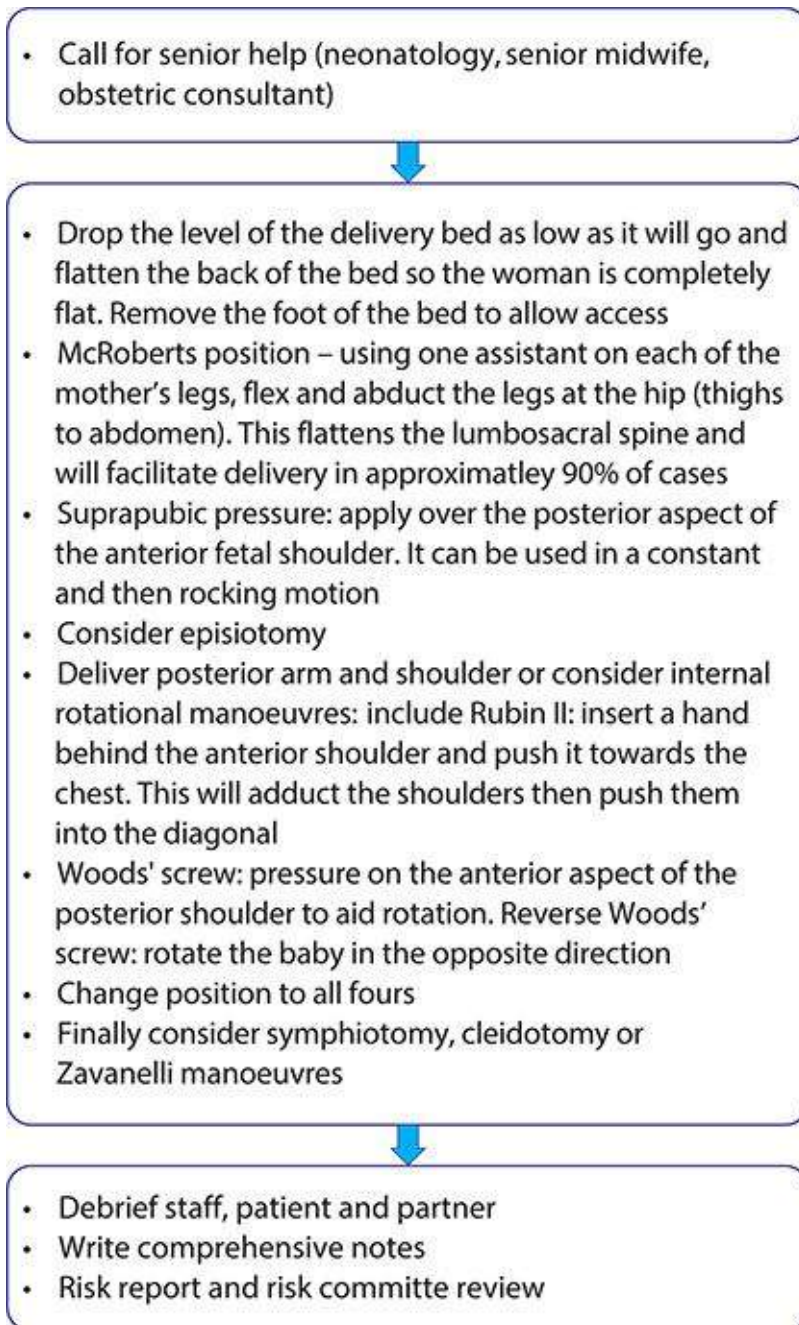 • Call for senior help (neonatology, senior midwife,
obstetric consultant)
• Drop the level of the delivery bed as low as it will go and
flatten the back of the bed so the woman is completely
flat. Remove the foot of the bed to allow access
• McRoberts position – using one assistant on each of the
mother's legs, flex and abduct the legs at the hip (thighs
to abdomen). This flattens the lumbosacral spine and
will facilitate delivery in approximatley 90% of cases
• Suprapubic pressure: apply over the posterior aspect of
the anterior fetal shoulder. It can be used in a constant
and then rocking motion
• Consider episiotomy
• Deliver posterior arm and shoulder or consider internal
rotational manoeuvres: include Rubin II: insert a hand
behind the anterior shoulder and push it towards the
chest. This will adduct the shoulders then push them
into the diagonal
• Woods' screw: pressure on the anterior aspect of the
posterior shoulder to aid rotation. Reverse Woods’
screw: rotate the baby in the opposite direction
• Change position to all fours
• Finally consider symphiotomy, cleidotomy or
Zavanelli manoeuvres
• Debrief staff, patient and partner
• Write comprehensive notes
• Risk report and risk committe review